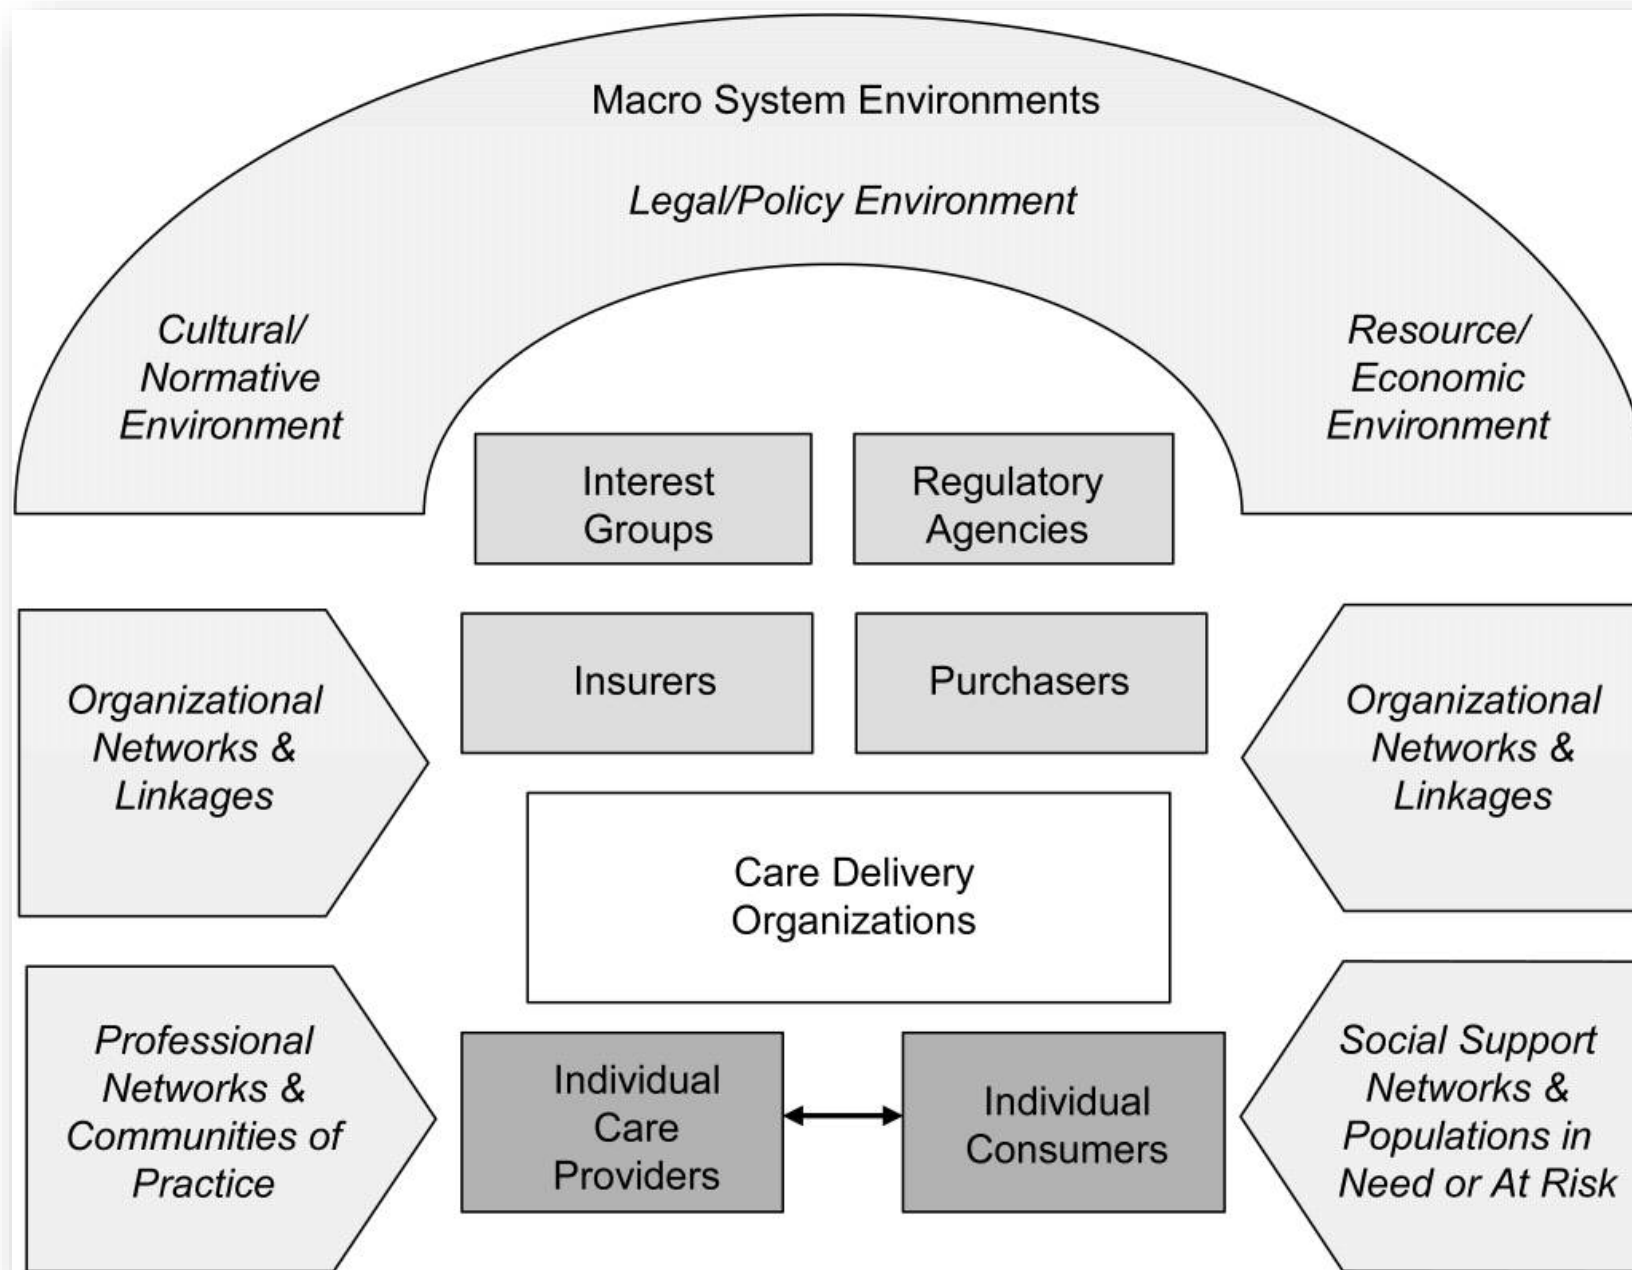 Macro System Environments
Legal/Policy Environment
Cultural/
Normative
Environment
Resource/
Economic
Environment
Interest
Groups
Regulatory
Agencies
Insurers
Purchasers
Organizational
Networks &
Linkages
Organizational
Networks &
Linkages
Care Delivery
Organizations
Professional
Networks &
Communities of
Practice
Individual
Care
Providers
Individual
Consumers
Social Support
Networks &
Populations in
Need or At Risk